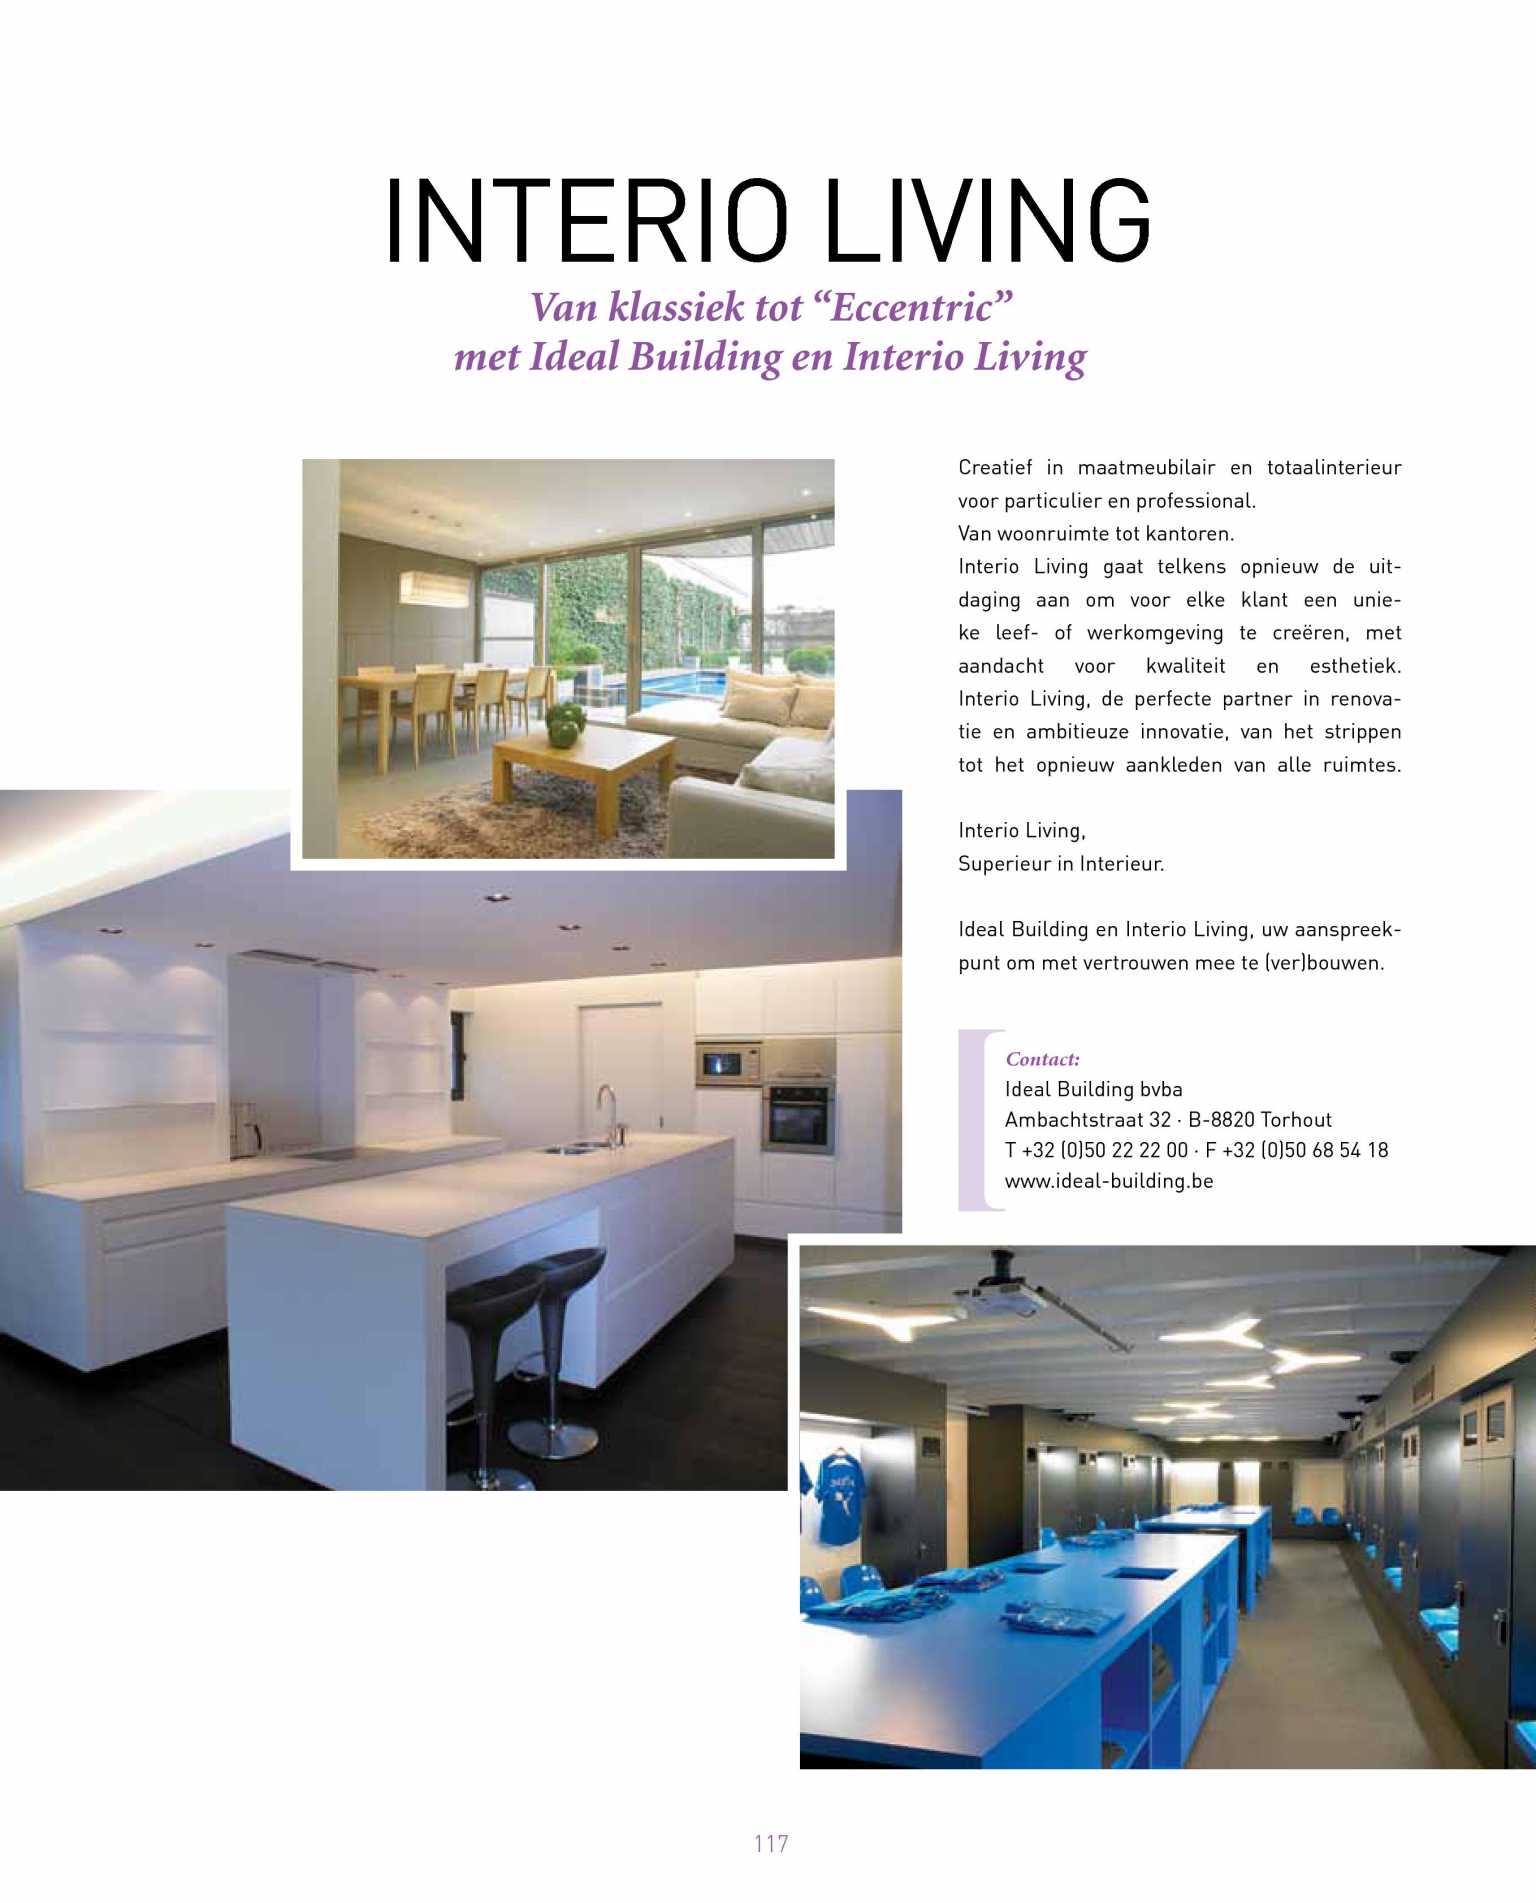 INTERIO LIVING
Van klassiek tot “Eccentric”
met Ideal Building en Interio Living
Creatief in maatmeubilair en totaalinterieur
voor particulier en professional.
Van woonruimte tot kantoren.
Interio Living gaat telkens opnieuw de uit-
daging aan om voor elke klant een unie-
ke leef- of werkomgeving te creëren, met
aandacht voor kwaliteit en esthetiek.
Interio Living, de perfecte partner in renova-
tie en ambitieuze innovatie, van het strippen
tot het opnieuw aankleden van alle ruimtes.
Interio Living,
Superieur in Interieur.
Ideal Building en Interio Living, uw aanspreek-
punt om met vertrouwen mee te (ver)bouwen.
Contact:
Ideal Building bvba
Ambachtstraat 32 · B-8820 Torhout
T +32 (0)50 22 22 00 · F +32 (0)50 68 54 18
www.ideal-building.be
117